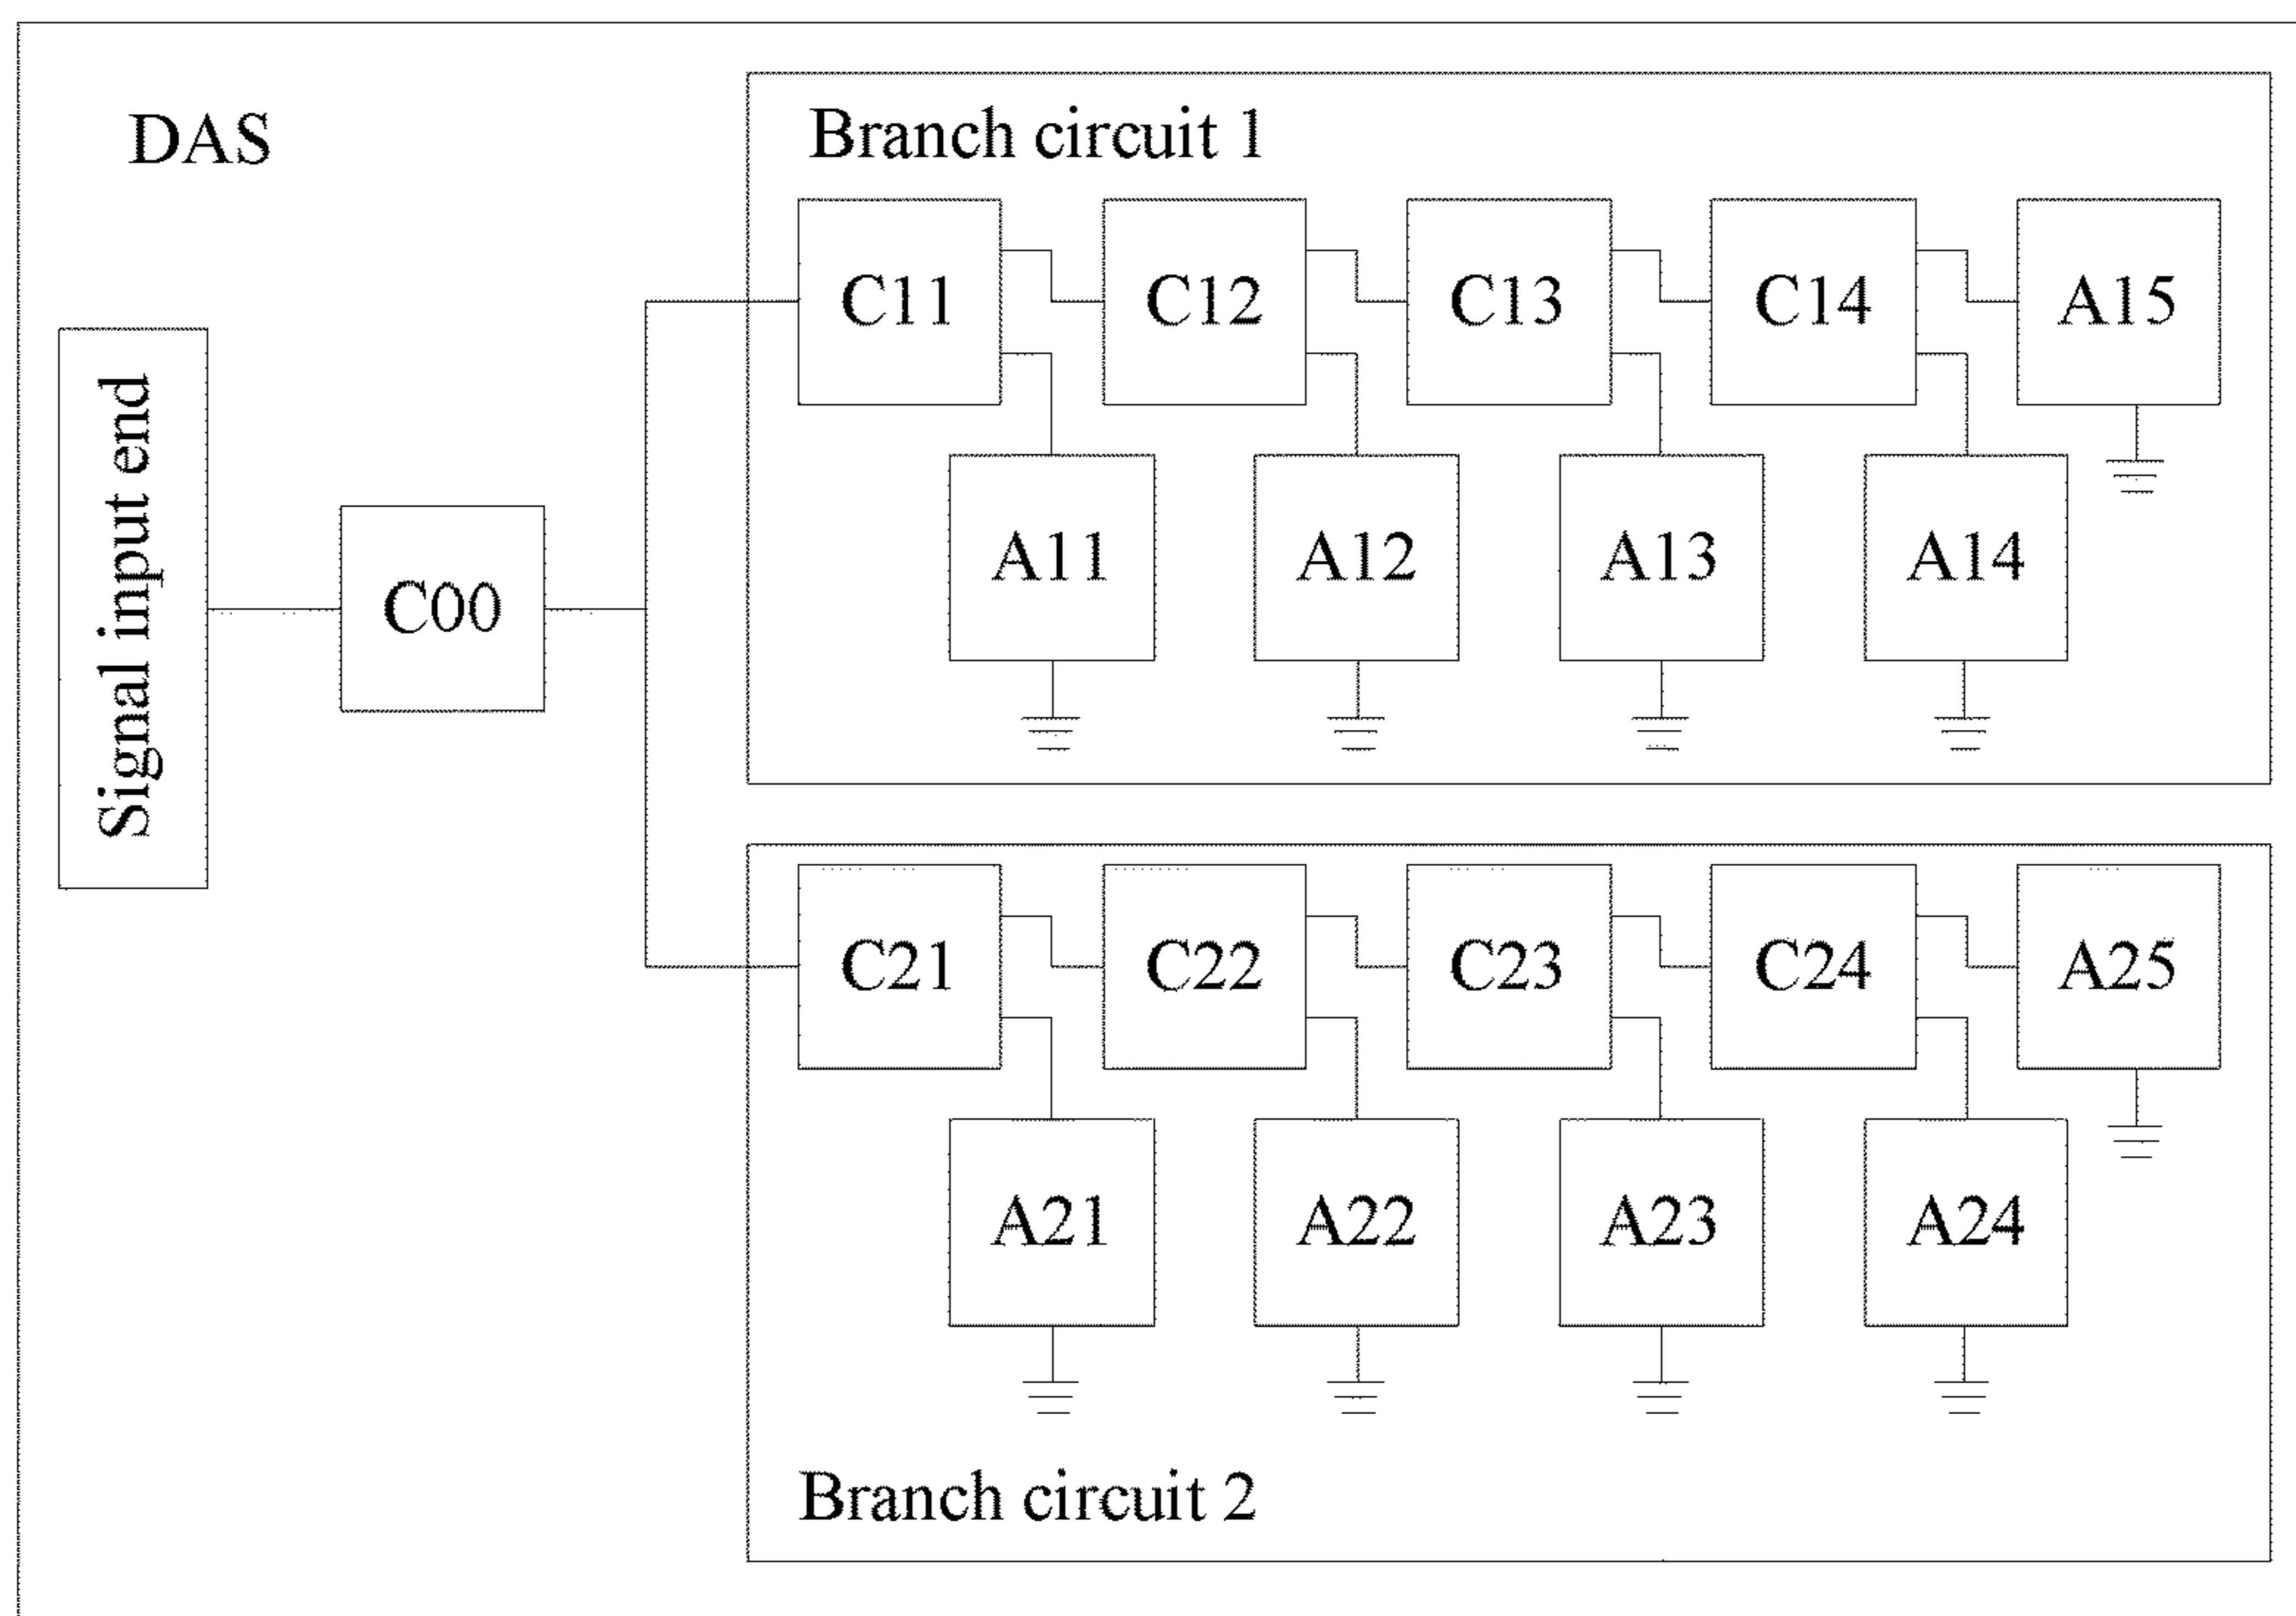 DAS
Branch circuit 1
C11
C12
C13
C14
A15
A11
A12
A13
A14
Signal input end
C00
C21
C22
C23
C24
A25
A21
A22
A23
A24
Branch circuit 2